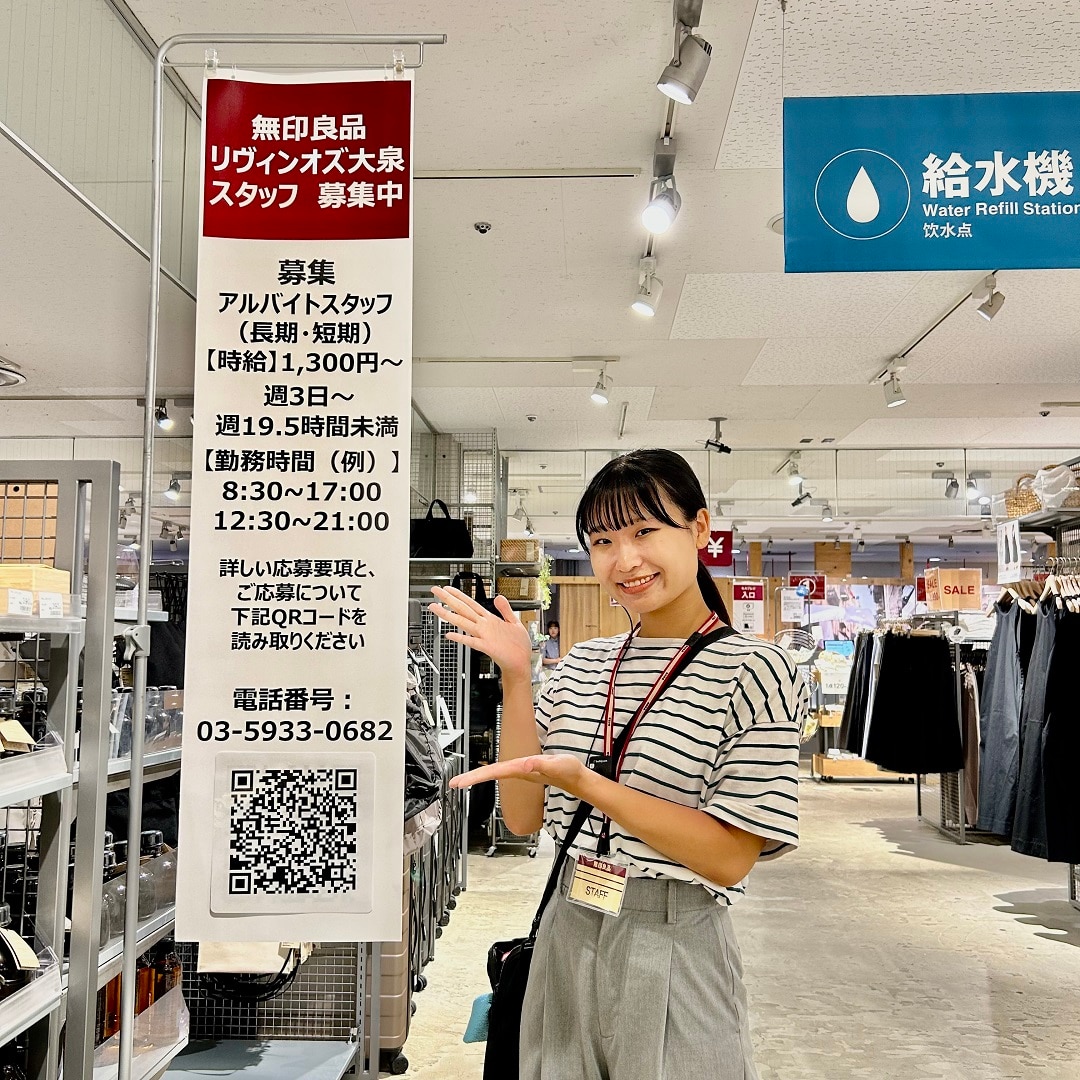 無印良品
リヴィンオズ大泉
スタッフ 募集中
募集
アルバイトスタッフ
（長期・短期）
【時給】1,300円～
週3日～
週19.5時間未満
【勤務時間（例）】
8:30~17:00
12:30~21:00
詳しい応募要項と、
ご応募について
下記QRコードを
読み取りください
電話番号：
03-5933-0682
給水機
Water Refill Station
饮水点
¥
入口
SALE
STAFF